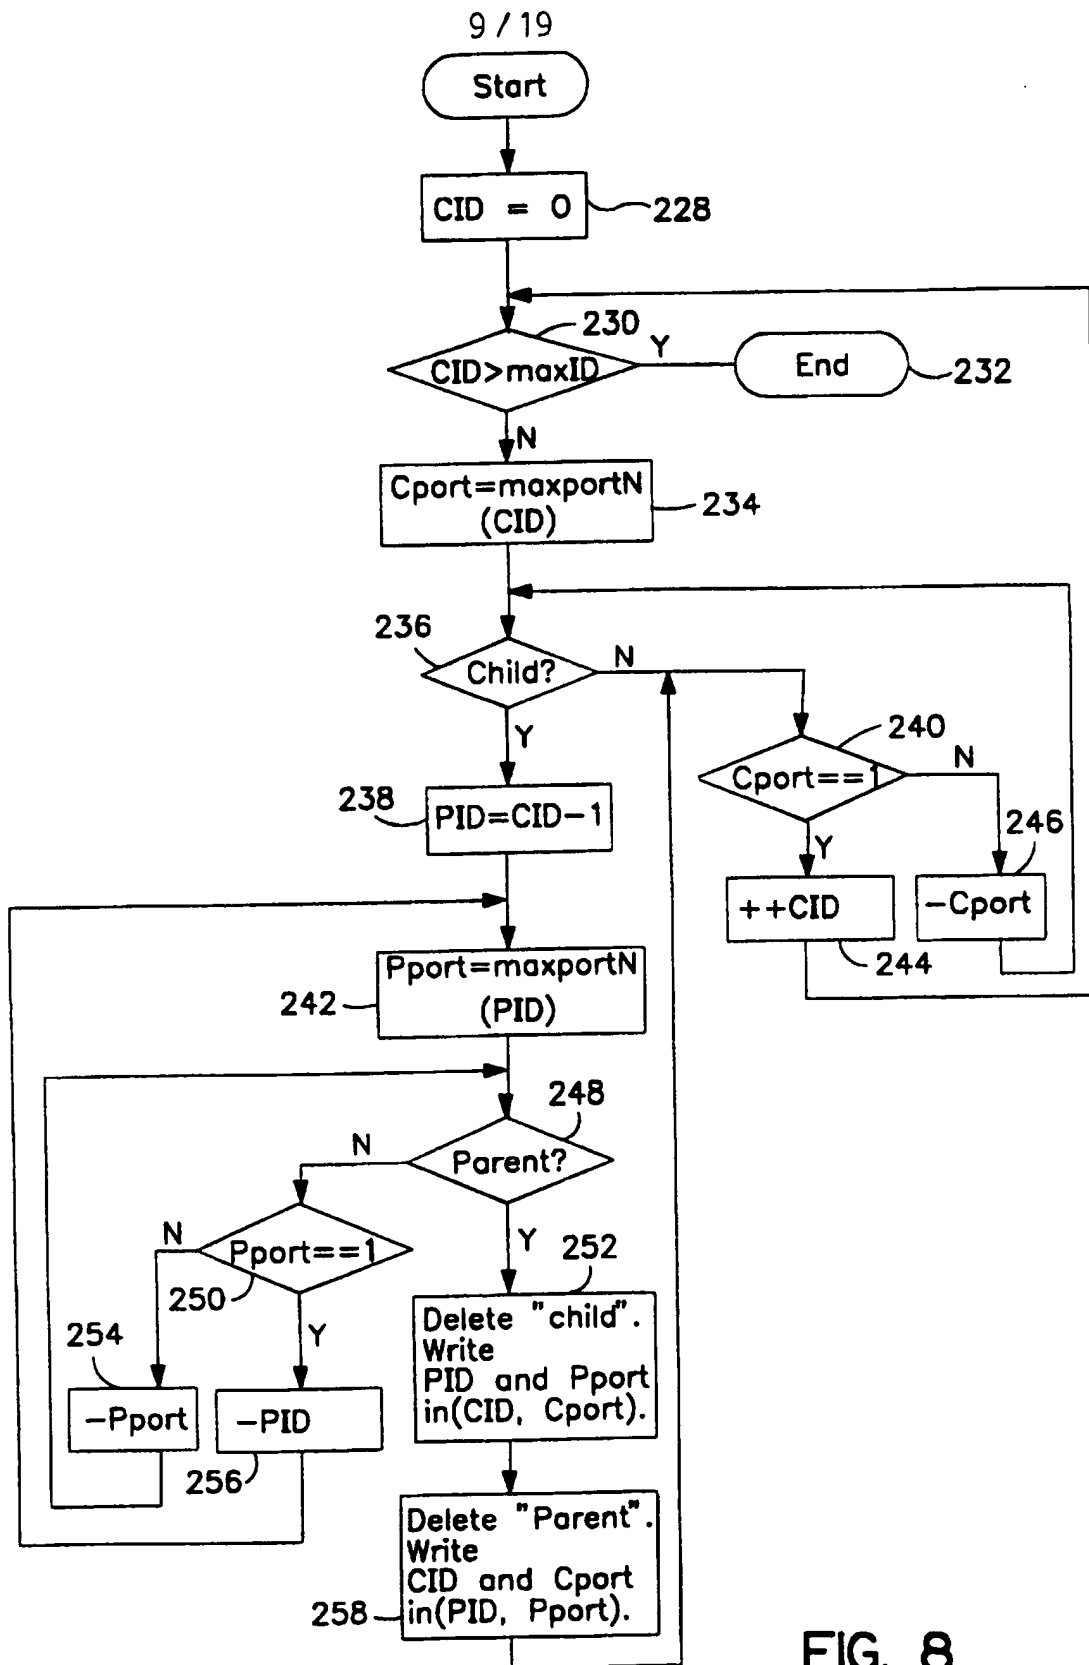 9/19
Start
CID = 0
228
230
CID>maxID
Y
End
232
N
Cport=maxportN
(CID)
234
236
Child?
N
Y
240
Cport==1
N
238
PID=CID-1
Y
246
++CID
-Cport
244
Pport=maxportN
(PID)
242
248
Parent?
N
Y
Pport==1
N
250
Y
252
254
-Pport
-PID
256
Delete "child".
Write
PID and Pport
in(CID, Cport).
Delete "Parent".
Write
CID and Cport
in(PID, Pport).
258
FIG. 8